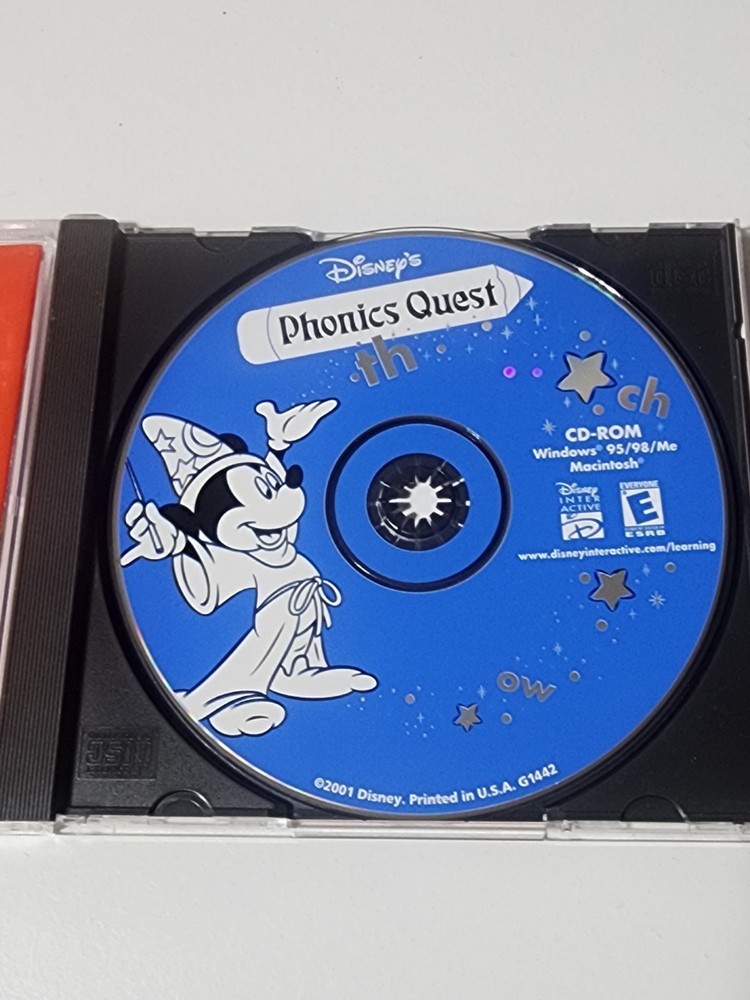 Disney's
Phonics Quest
th
ch
CD-ROM
Windows® 95/98/Me
Macintosh®
Disney
INTER
ACTIVE
EVERYONE
E
ESRB
www.disneyinteractive.com/learning
ow
©2001 Disney. Printed in U.S.A. G1442